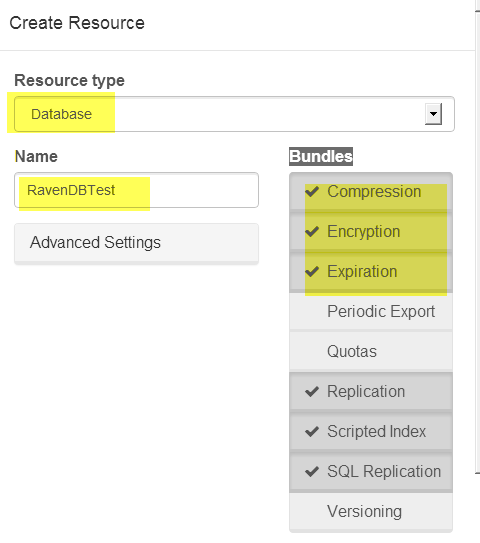 Create Resource
Resource type
Database
Name
RavenDBTest
Advanced Settings
Bundles
Compression
Encryption
Expiration
Periodic Export
Quotas
Replication
Scripted Index
SQL Replication
Versioning